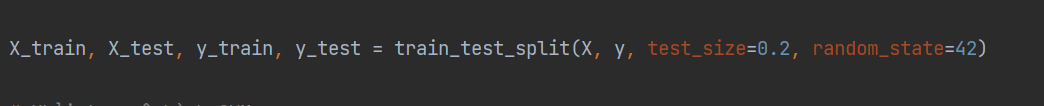 X_train, X_test, y_train, y_test = train_test_split(X, y, test_size=0.2, random_state=42)